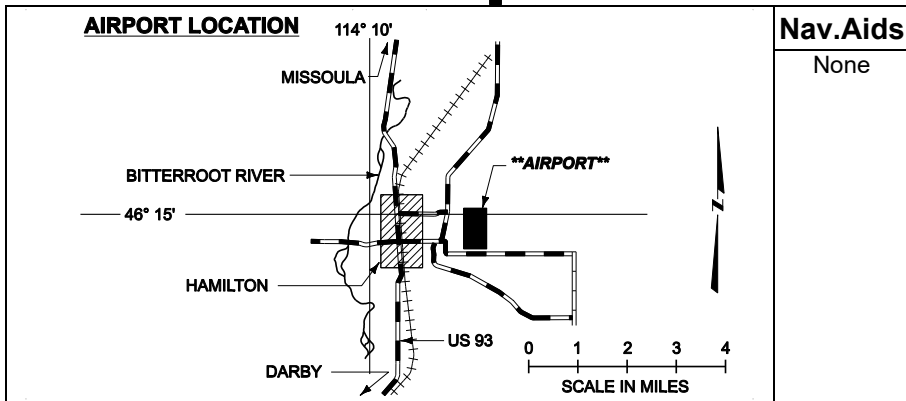 AIRPORT LOCATION
114° 10'
Nav.Aids
None
MISSOULA
**AIRPORT**
BITTERROOT RIVER
46° 15'
N
HAMILTON
US 93
DARBY
0 1 2 3 4
SCALE IN MILES